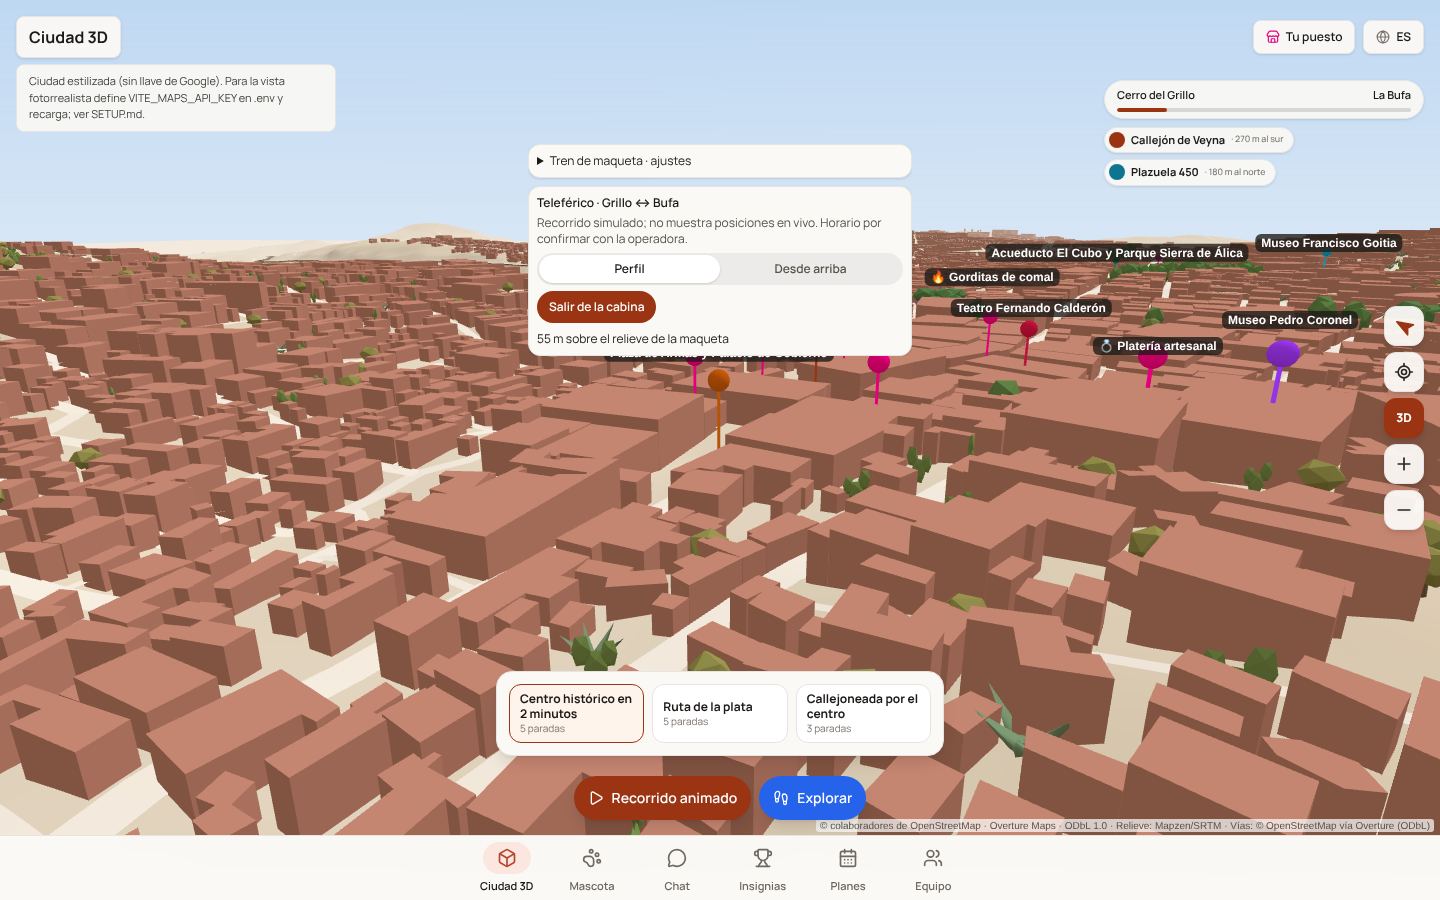 Ciudad 3D
Tu puesto
ES
Ciudad estilizada (sin llave de Google). Para la vista
fotorrealista define VITE_MAPS_API_KEY en .env y
recarga; ver SETUP.md.
Cerro del Grillo
La Bufa
Callejón de Veyna · 270 m al sur
Plazuela 450 · 180 m al norte
Tren de maqueta · ajustes
Teleférico · Grillo ↔ Bufa
Recorrido simulado; no muestra posiciones en vivo. Horario por
confirmar con la operadora.
Perfil
Desde arriba
Salir de la cabina
55 m sobre el relieve de la maqueta
Museo Francisco Goitia
Acueducto El Cubo y Parque Sierra de Álica
🔥 Gorditas de comal
Teatro Fernando Calderón
Museo Pedro Coronel
💍 Platería artesanal
3D
Centro histórico en
2 minutos
5 paradas
Ruta de la plata
5 paradas
Callejoneada por el
centro
3 paradas
Recorrido animado
Explorar
© colaboradores de OpenStreetMap · Overture Maps · ODbL 1.0 · Relieve: Mapzen/SRTM · Vías: © OpenStreetMap vía Overture (ODbL)
Ciudad 3D
Mascota
Chat
Insignias
Planes
Equipo